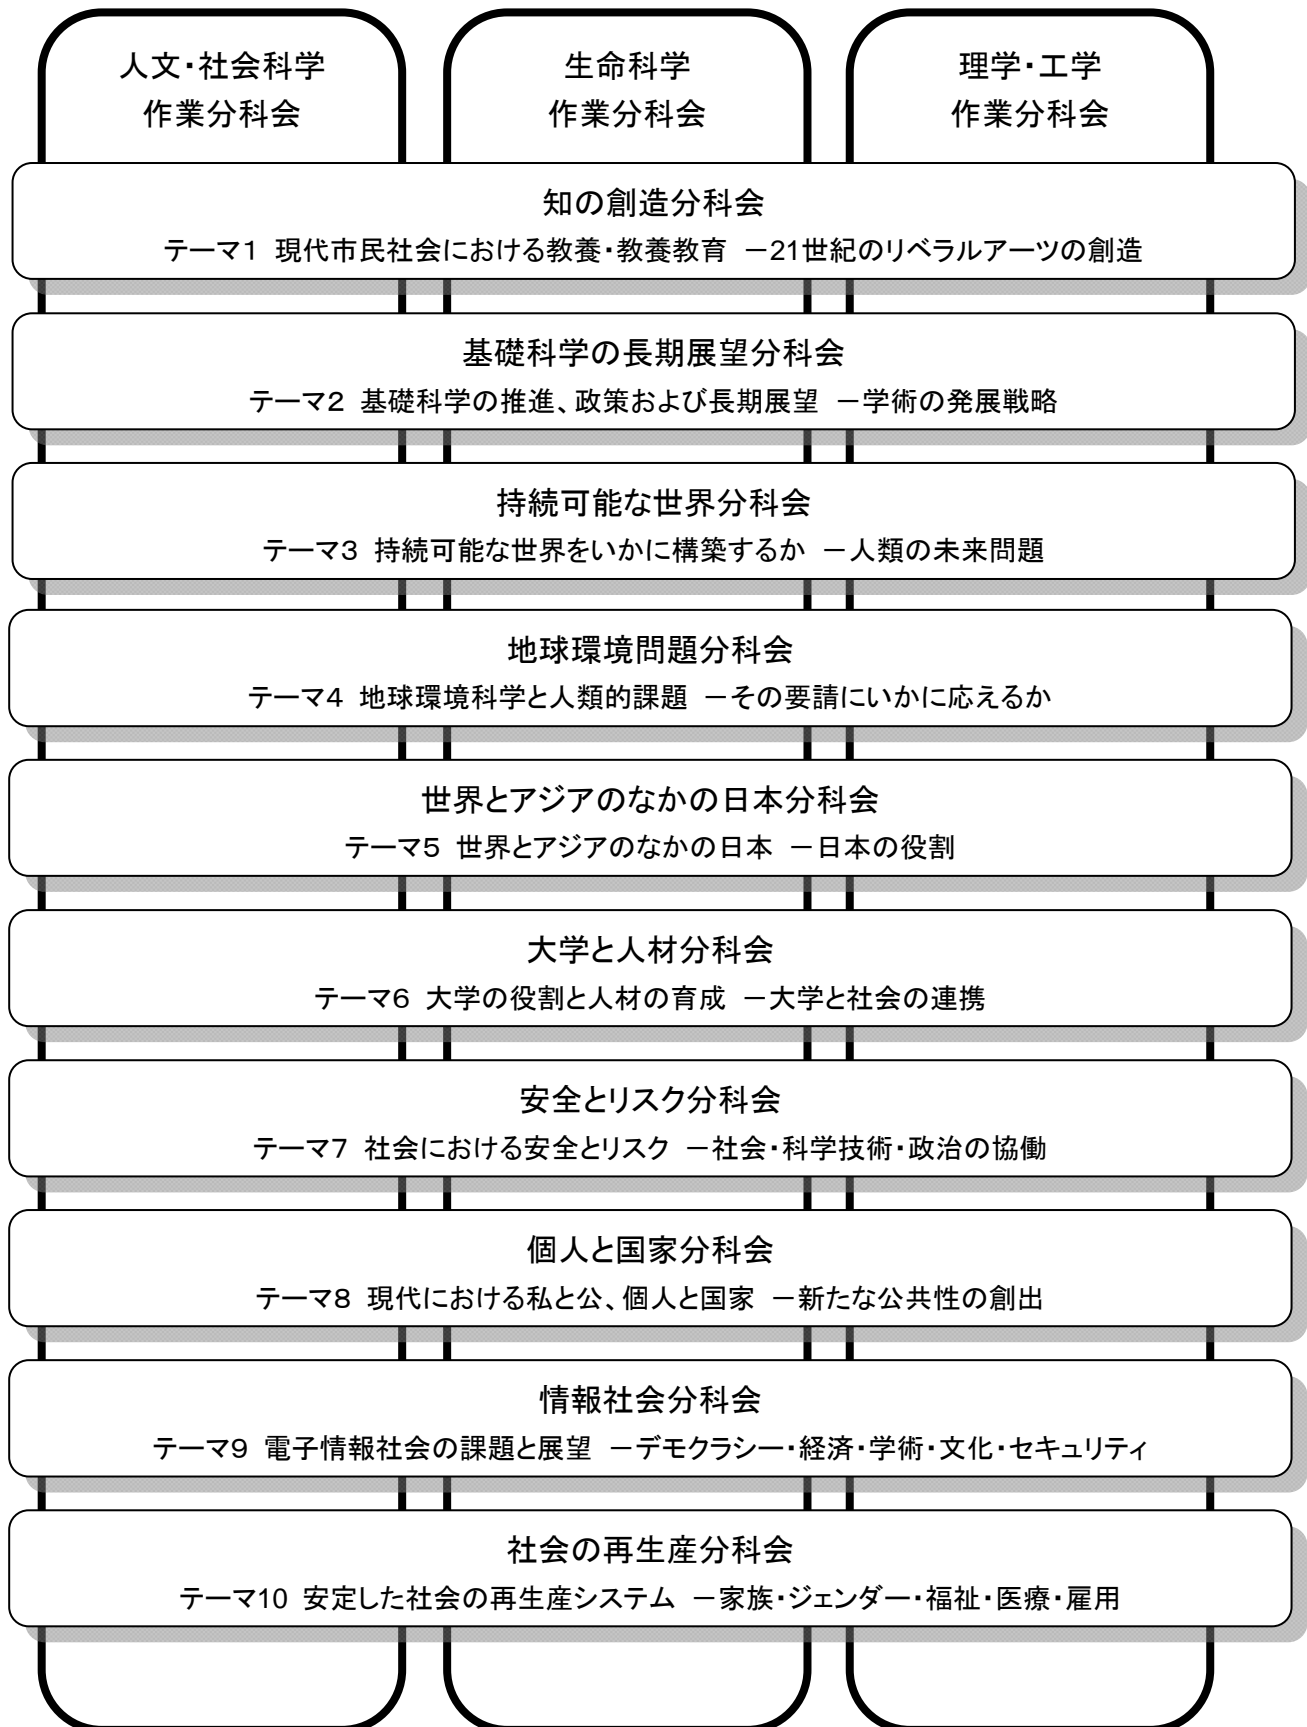 人文・社会科学
作業分科会
生命科学
作業分科会
理学・工学
作業分科会
知の創造分科会
テーマ1 現代市民社会における教養・教養教育 －21世紀のリベラルアーツの創造
基礎科学の長期展望分科会
テーマ2 基礎科学の推進、政策および長期展望 －学術の発展戦略
持続可能な世界分科会
テーマ3 持続可能な世界をいかに構築するか －人類の未来問題
地球環境問題分科会
テーマ4 地球環境科学と人類的課題 －その要請にいかに応えるか
世界とアジアのなかの日本分科会
テーマ5 世界とアジアのなかの日本 －日本の役割
大学と人材分科会
テーマ6 大学の役割と人材の育成 －大学と社会の連携
安全とリスク分科会
テーマ7 社会における安全とリスク －社会・科学技術・政治の協働
個人と国家分科会
テーマ8 現代における私と公、個人と国家 －新たな公共性の創出
情報社会分科会
テーマ9 電子情報社会の課題と展望 －デモクラシー・経済・学術・文化・セキュリティ
社会の再生産分科会
テーマ10 安定した社会の再生産システム －家族・ジェンダー・福祉・医療・雇用